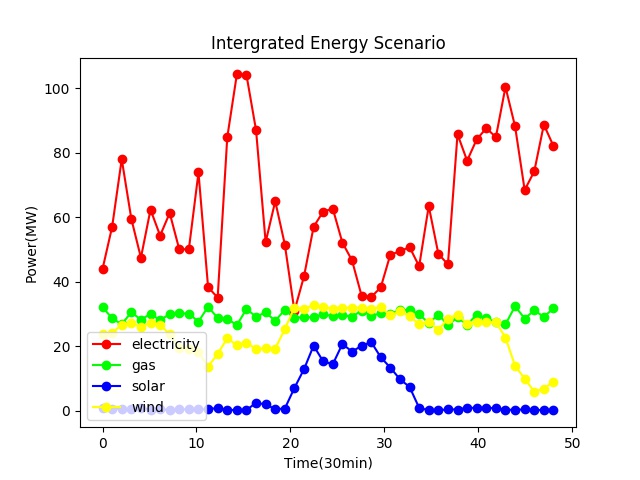 Intergrated Energy Scenario
Power(MW)
100
80
60
40
20
0
electricity
gas
solar
wind
0 10 20 30 40 50
Time(30min)